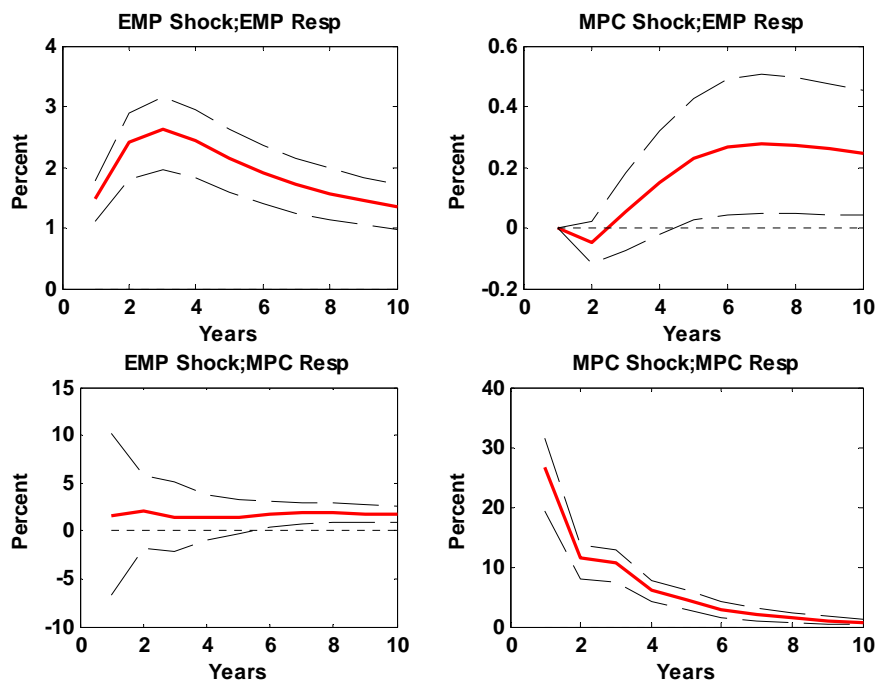 EMP Shock;EMP Resp
4
3
2
1
0
Percent
0 2 4 6 8 10
Years
MPC Shock;EMP Resp
0.6
0.4
0.2
0
-0.2
Percent
0 2 4 6 8 10
Years
EMP Shock;MPC Resp
15
10
5
0
-5
-10
Percent
0 2 4 6 8 10
Years
MPC Shock;MPC Resp
40
30
20
10
0
Percent
0 2 4 6 8 10
Years